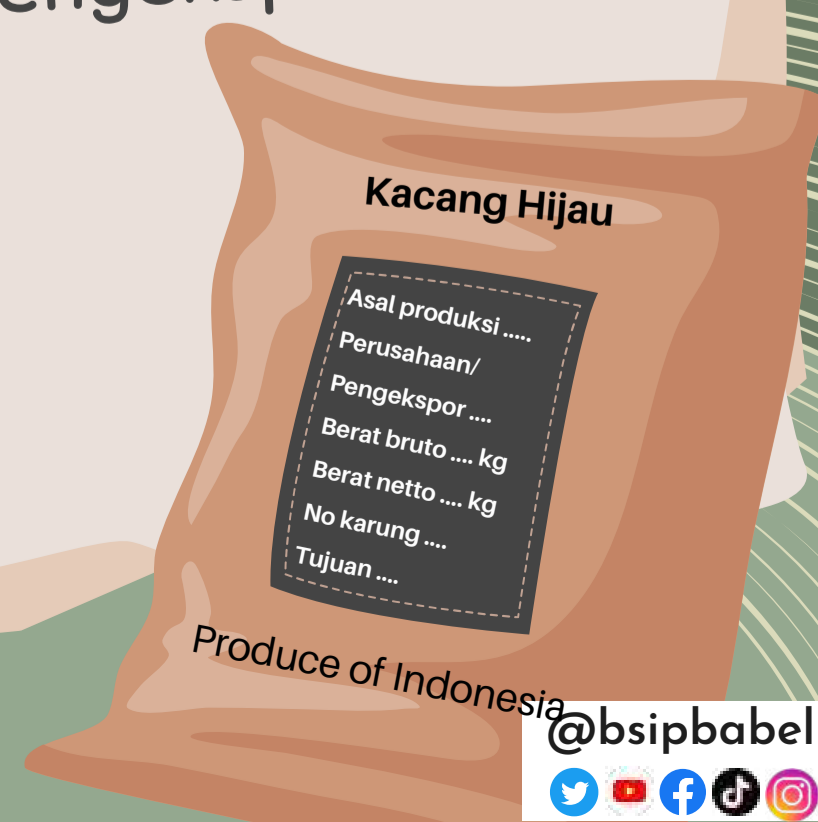 Kacang Hijau
Asal produksi .....
Perusahaan/
Pengekspor ....
Berat bruto .... kg
Berat netto .... kg
No karung ....
Tujuan ....
Produce of Indonesia
@bsipbabel